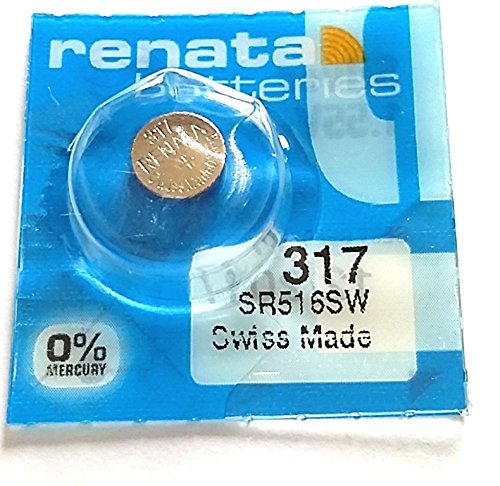 renata
batteries
317
SR516SW
Swiss Made
0%
MERCURY